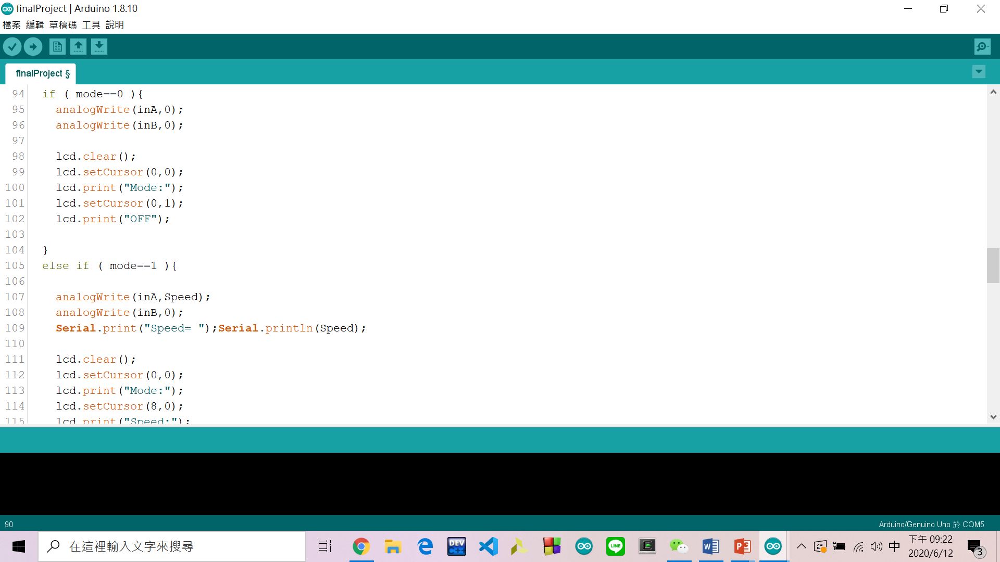 finalProject | Arduino 1.8.10
檔案 編輯 草稿碼 工具 說明
finalProject §
94 if ( mode==0 ){
95 analogWrite(inA,0);
96 analogWrite(inB,0);
97
98 lcd.clear();
99 lcd.setCursor(0,0);
100 lcd.print("Mode:");
101 lcd.setCursor(0,1);
102 lcd.print("OFF");
103
104 }
105 else if ( mode==1 ){
106
107 analogWrite(inA,Speed);
108 analogWrite(inB,0);
109 Serial.print("Speed= ");Serial.println(Speed);
110
111 lcd.clear();
112 lcd.setCursor(0,0);
113 lcd.print("Mode:");
114 lcd.setCursor(8,0);
115 lcd.print("Speed:");
90
Arduino/Genuino Uno 於 COM5
在這裡輸入文字來搜尋
DEV C++
LINE
中
下午 09:22
2020/6/12
3